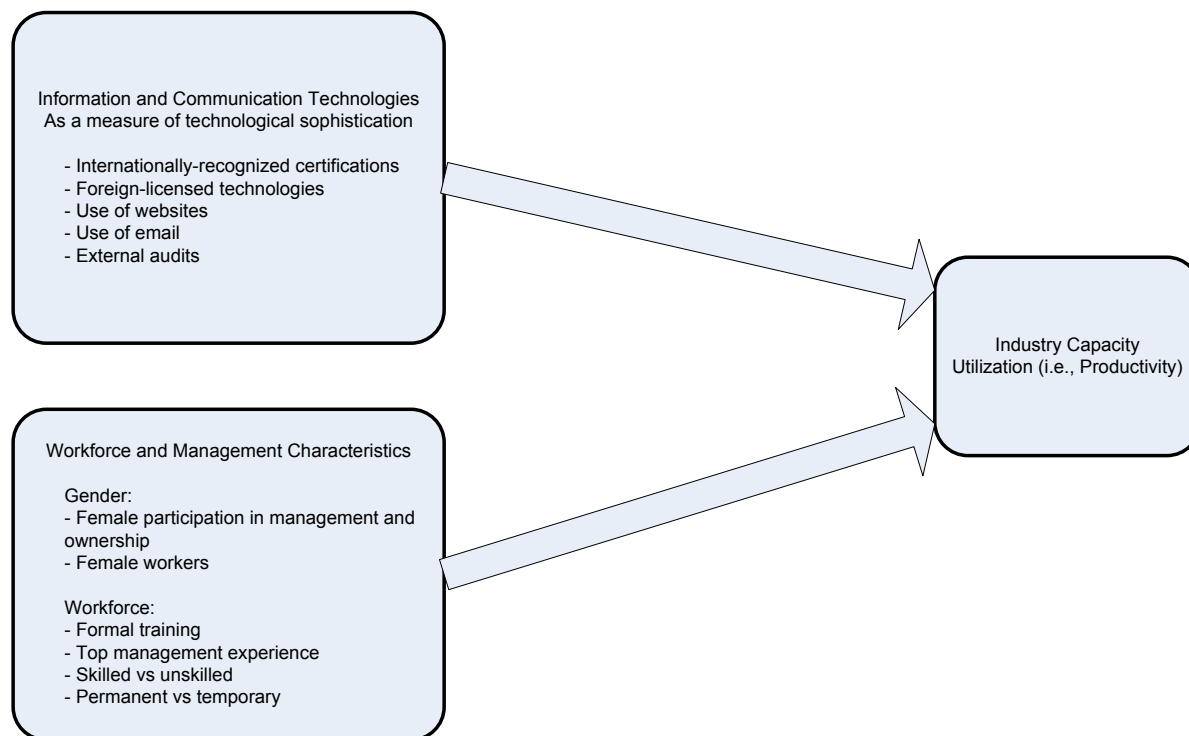 Information and Communication Technologies
As a measure of technological sophistication
- Internationally-recognized certifications
- Foreign-licensed technologies
- Use of websites
- Use of email
- External audits
Industry Capacity
Utilization (i.e., Productivity)
Workforce and Management Characteristics
Gender:
- Female participation in management and
ownership
- Female workers
Workforce:
- Formal training
- Top management experience
- Skilled vs unskilled
- Permanent vs temporary